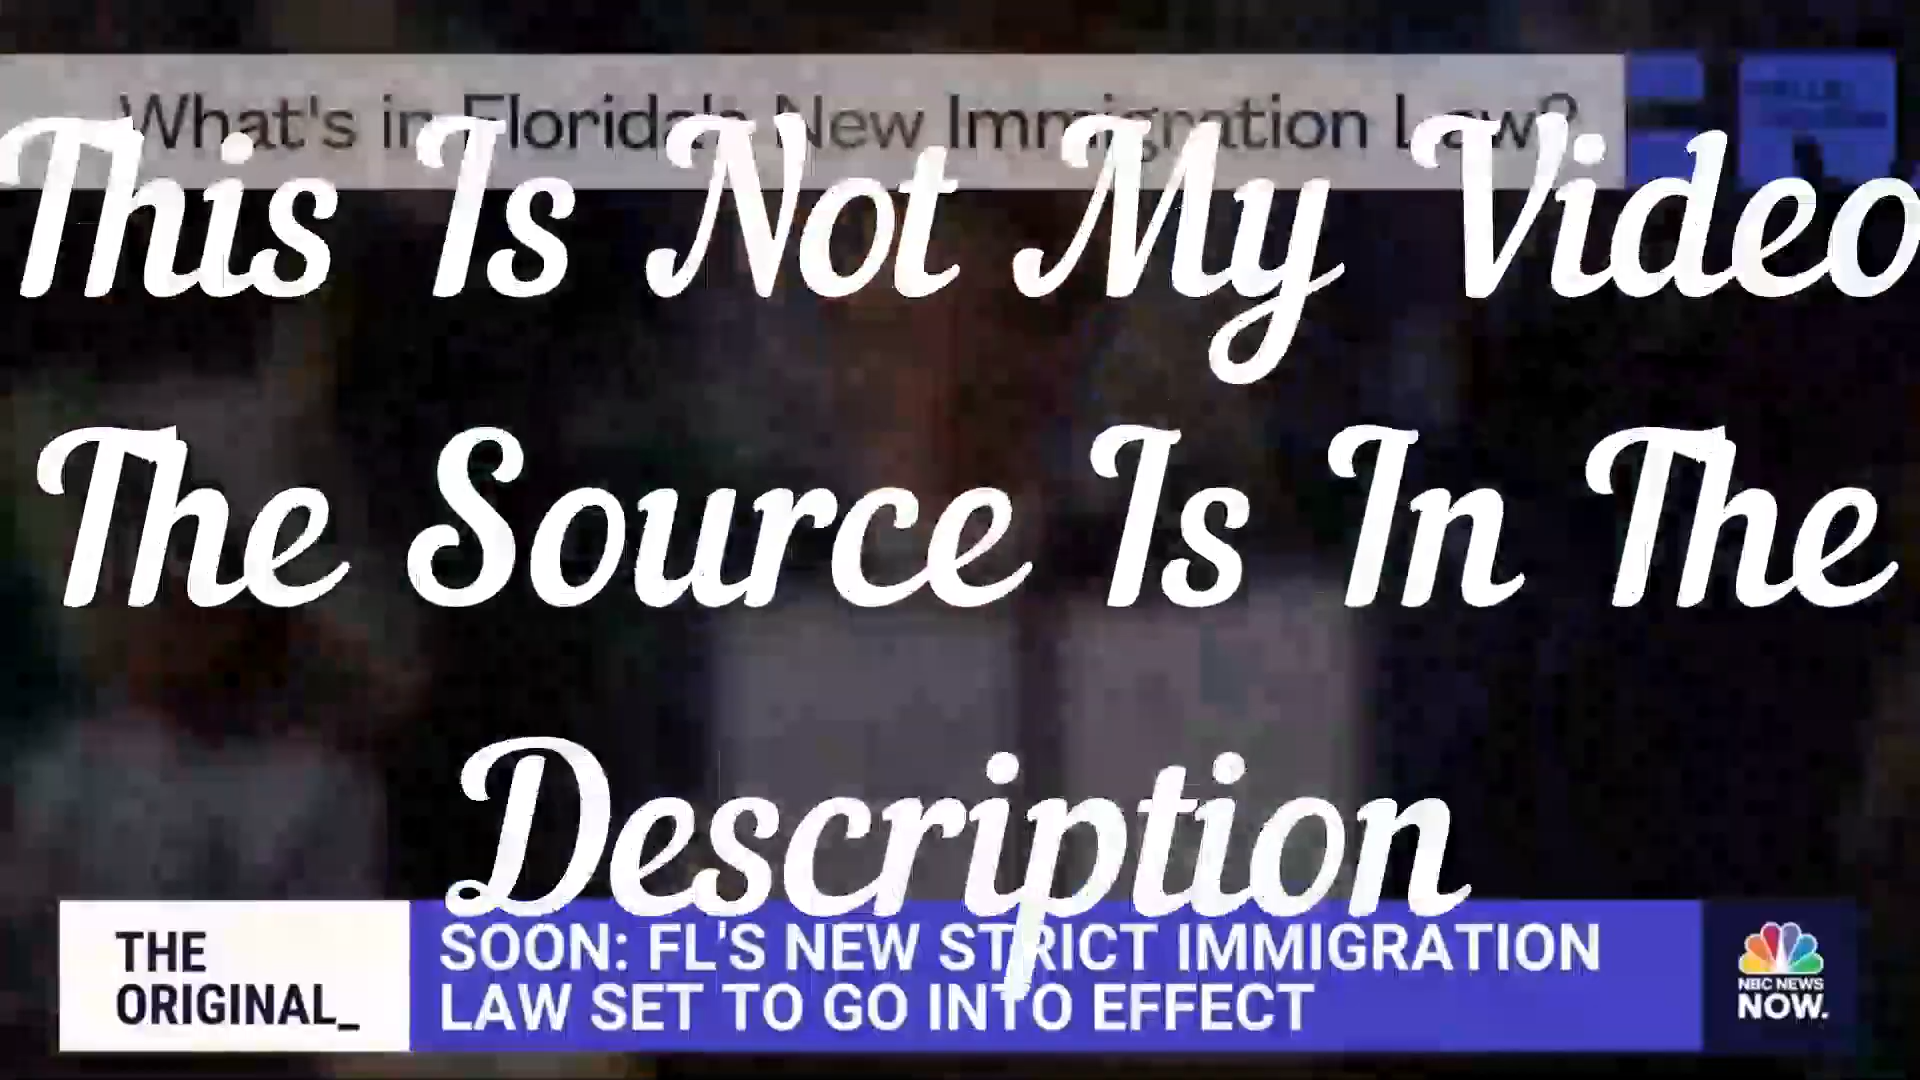 What's in Florida's New Immigration Law?
This Is Not My Video
The Source Is In The
Description
THE
ORIGINAL_
SOON: FL'S NEW STRICT IMMIGRATION
LAW SET TO GO INTO EFFECT
NBC NEWS
NOW.